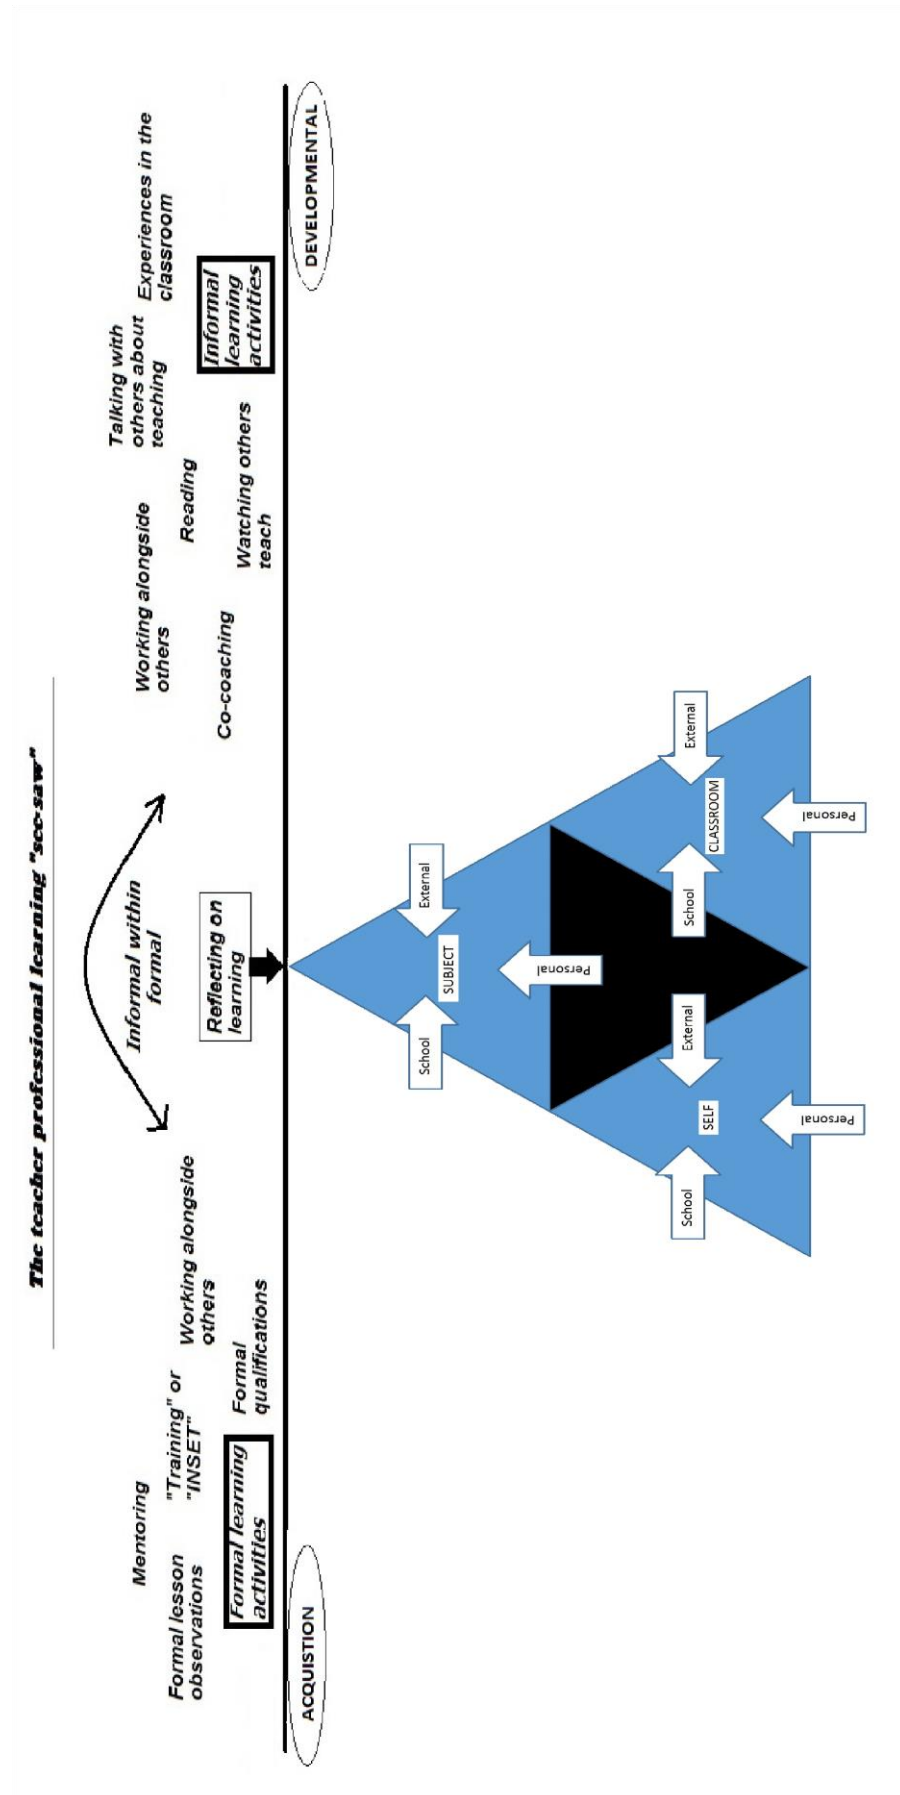 The teacher professional learning "see-saw"
Informal within
formal
Reflecting on
learning
Mentoring
Formal lesson
observations
"Training" or
"INSET"
Working alongside
others
Formal
qualifications
Formal learning
activities
Working alongside
others
Co-coaching
Reading
Watching others
teach
Talking with
others about
teaching
Experiences in the
classroom
Informal
learning
activities
ACQUISTION
DEVELOPMENTAL
School
SUBJECT
External
Personal
School
SELF
External
Personal
School
CLASSROOM
External
Personal